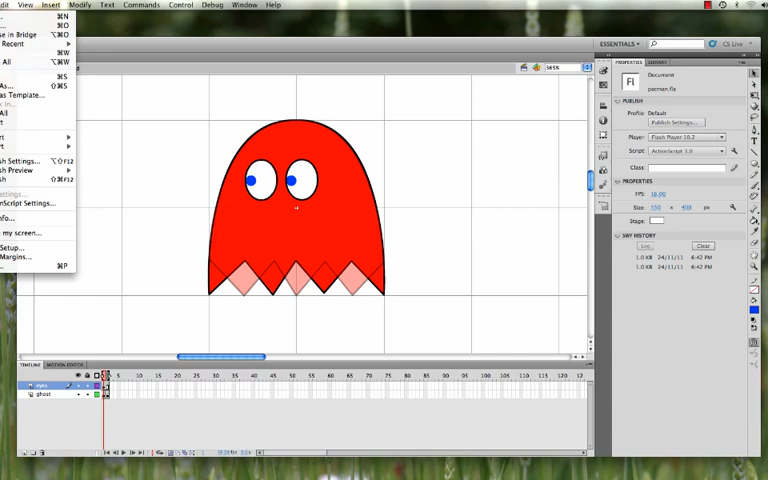 View Insert Modify Text Commands Control Debug Window Help
⌘N
⌘O
se in Bridge ⌥⌘O
Recent
⌘W
All ⌥⌘W
⌘S
As... ⇧⌘S
as Template...
All
rt
rt
sh Settings... ⌥⇧F12
sh Preview
sh ⇧⌘F12
nScript Settings...
nfo...
my screen...
Setup...
Margins...
⌘P
ESSENTIALS
CS Live
365%
PROPERTIES LIBRARY
Fl
Document
pacman.fla
PUBLISH
Profile: Default
Publish Settings...
Player: Flash Player 10.2
Script: ActionScript 3.0
Class:
PROPERTIES
FPS:
Size: 550 x 400 px
Stage:
SWF HISTORY
Log Clear
1.0 KB 24/11/11 6:42 PM
1.0 KB 24/11/11 6:42 PM
TIMELINE MOTION EDITOR
5 10 15 20 25 30 35 40 45 50 55 60 65 70 75 80 85 90 95 100 105 110 115 12
eyes
ghost